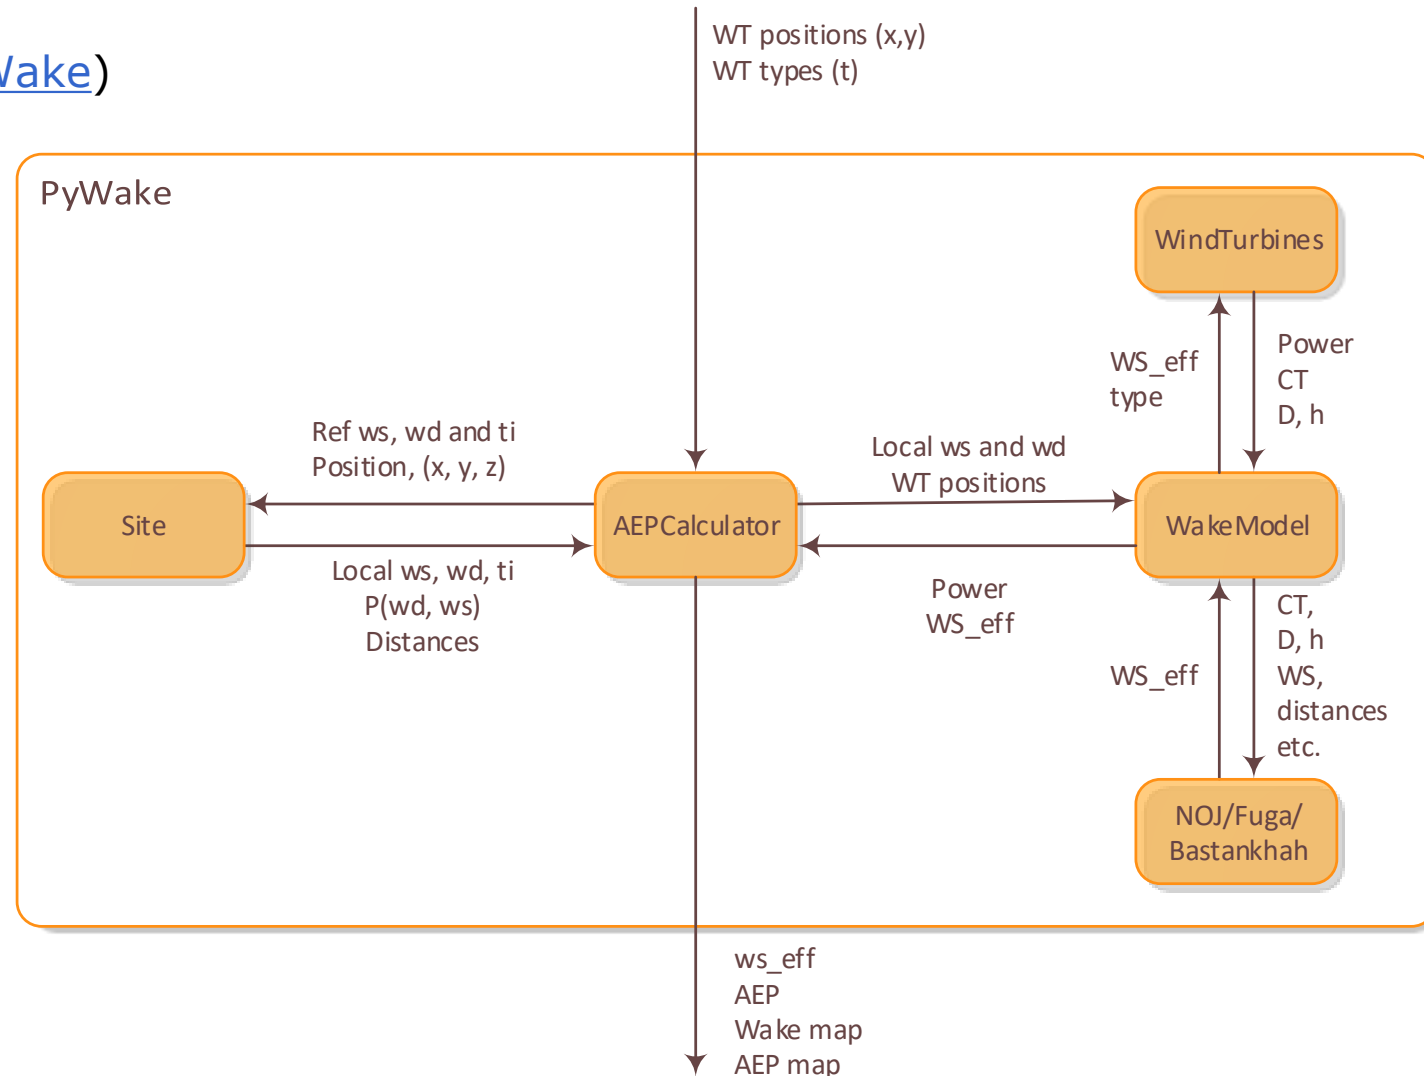 Wake)
WT positions (x,y)
WT types (t)
PyWake
WindTurbines
WS_eff
type
Power
CT
D, h
Ref ws, wd and ti
Position, (x, y, z)
Local ws and wd
WT positions
Site
AEPCalculator
WakeModel
Local ws, wd, ti
P(wd, ws)
Distances
Power
WS_eff
WS_eff
CT,
D, h
WS,
distances
etc.
NOJ/Fuga/
Bastankhah
ws_eff
AEP
Wake map
AEP map